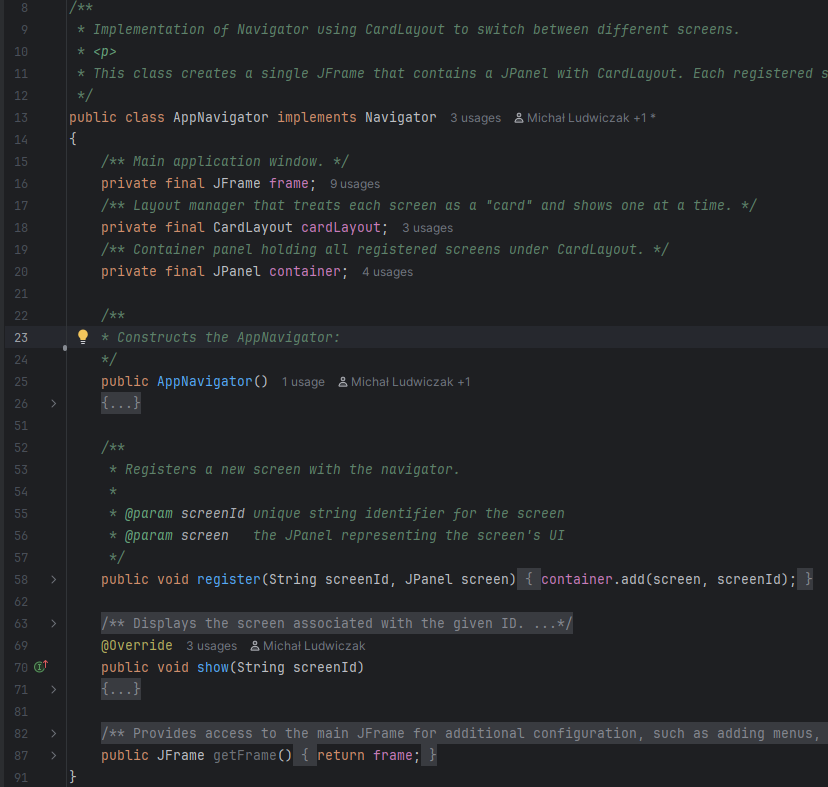 8 /**
9 * Implementation of Navigator using CardLayout to switch between different screens.
10 * <p>
11 * This class creates a single JFrame that contains a JPanel with CardLayout. Each registered s
12 */
13 public class AppNavigator implements Navigator 3 usages Michał Ludwiczak +1 *
14 {
15 /** Main application window. */
16 private final JFrame frame; 9 usages
17 /** Layout manager that treats each screen as a "card" and shows one at a time. */
18 private final CardLayout cardLayout; 3 usages
19 /** Container panel holding all registered screens under CardLayout. */
20 private final JPanel container; 4 usages
21
22 /**
23 * Constructs the AppNavigator:
24 */
25 public AppNavigator() 1 usage Michał Ludwiczak +1
26 {...}
51
52 /**
53 * Registers a new screen with the navigator.
54 *
55 * @param screenId unique string identifier for the screen
56 * @param screen the JPanel representing the screen's UI
57 */
58 public void register(String screenId, JPanel screen) { container.add(screen, screenId); }
62
63 /** Displays the screen associated with the given ID. ...*/
69 @Override 3 usages Michał Ludwiczak
70 public void show(String screenId)
71 {...}
81
82 /** Provides access to the main JFrame for additional configuration, such as adding menus,
87 public JFrame getFrame() { return frame; }
91 }